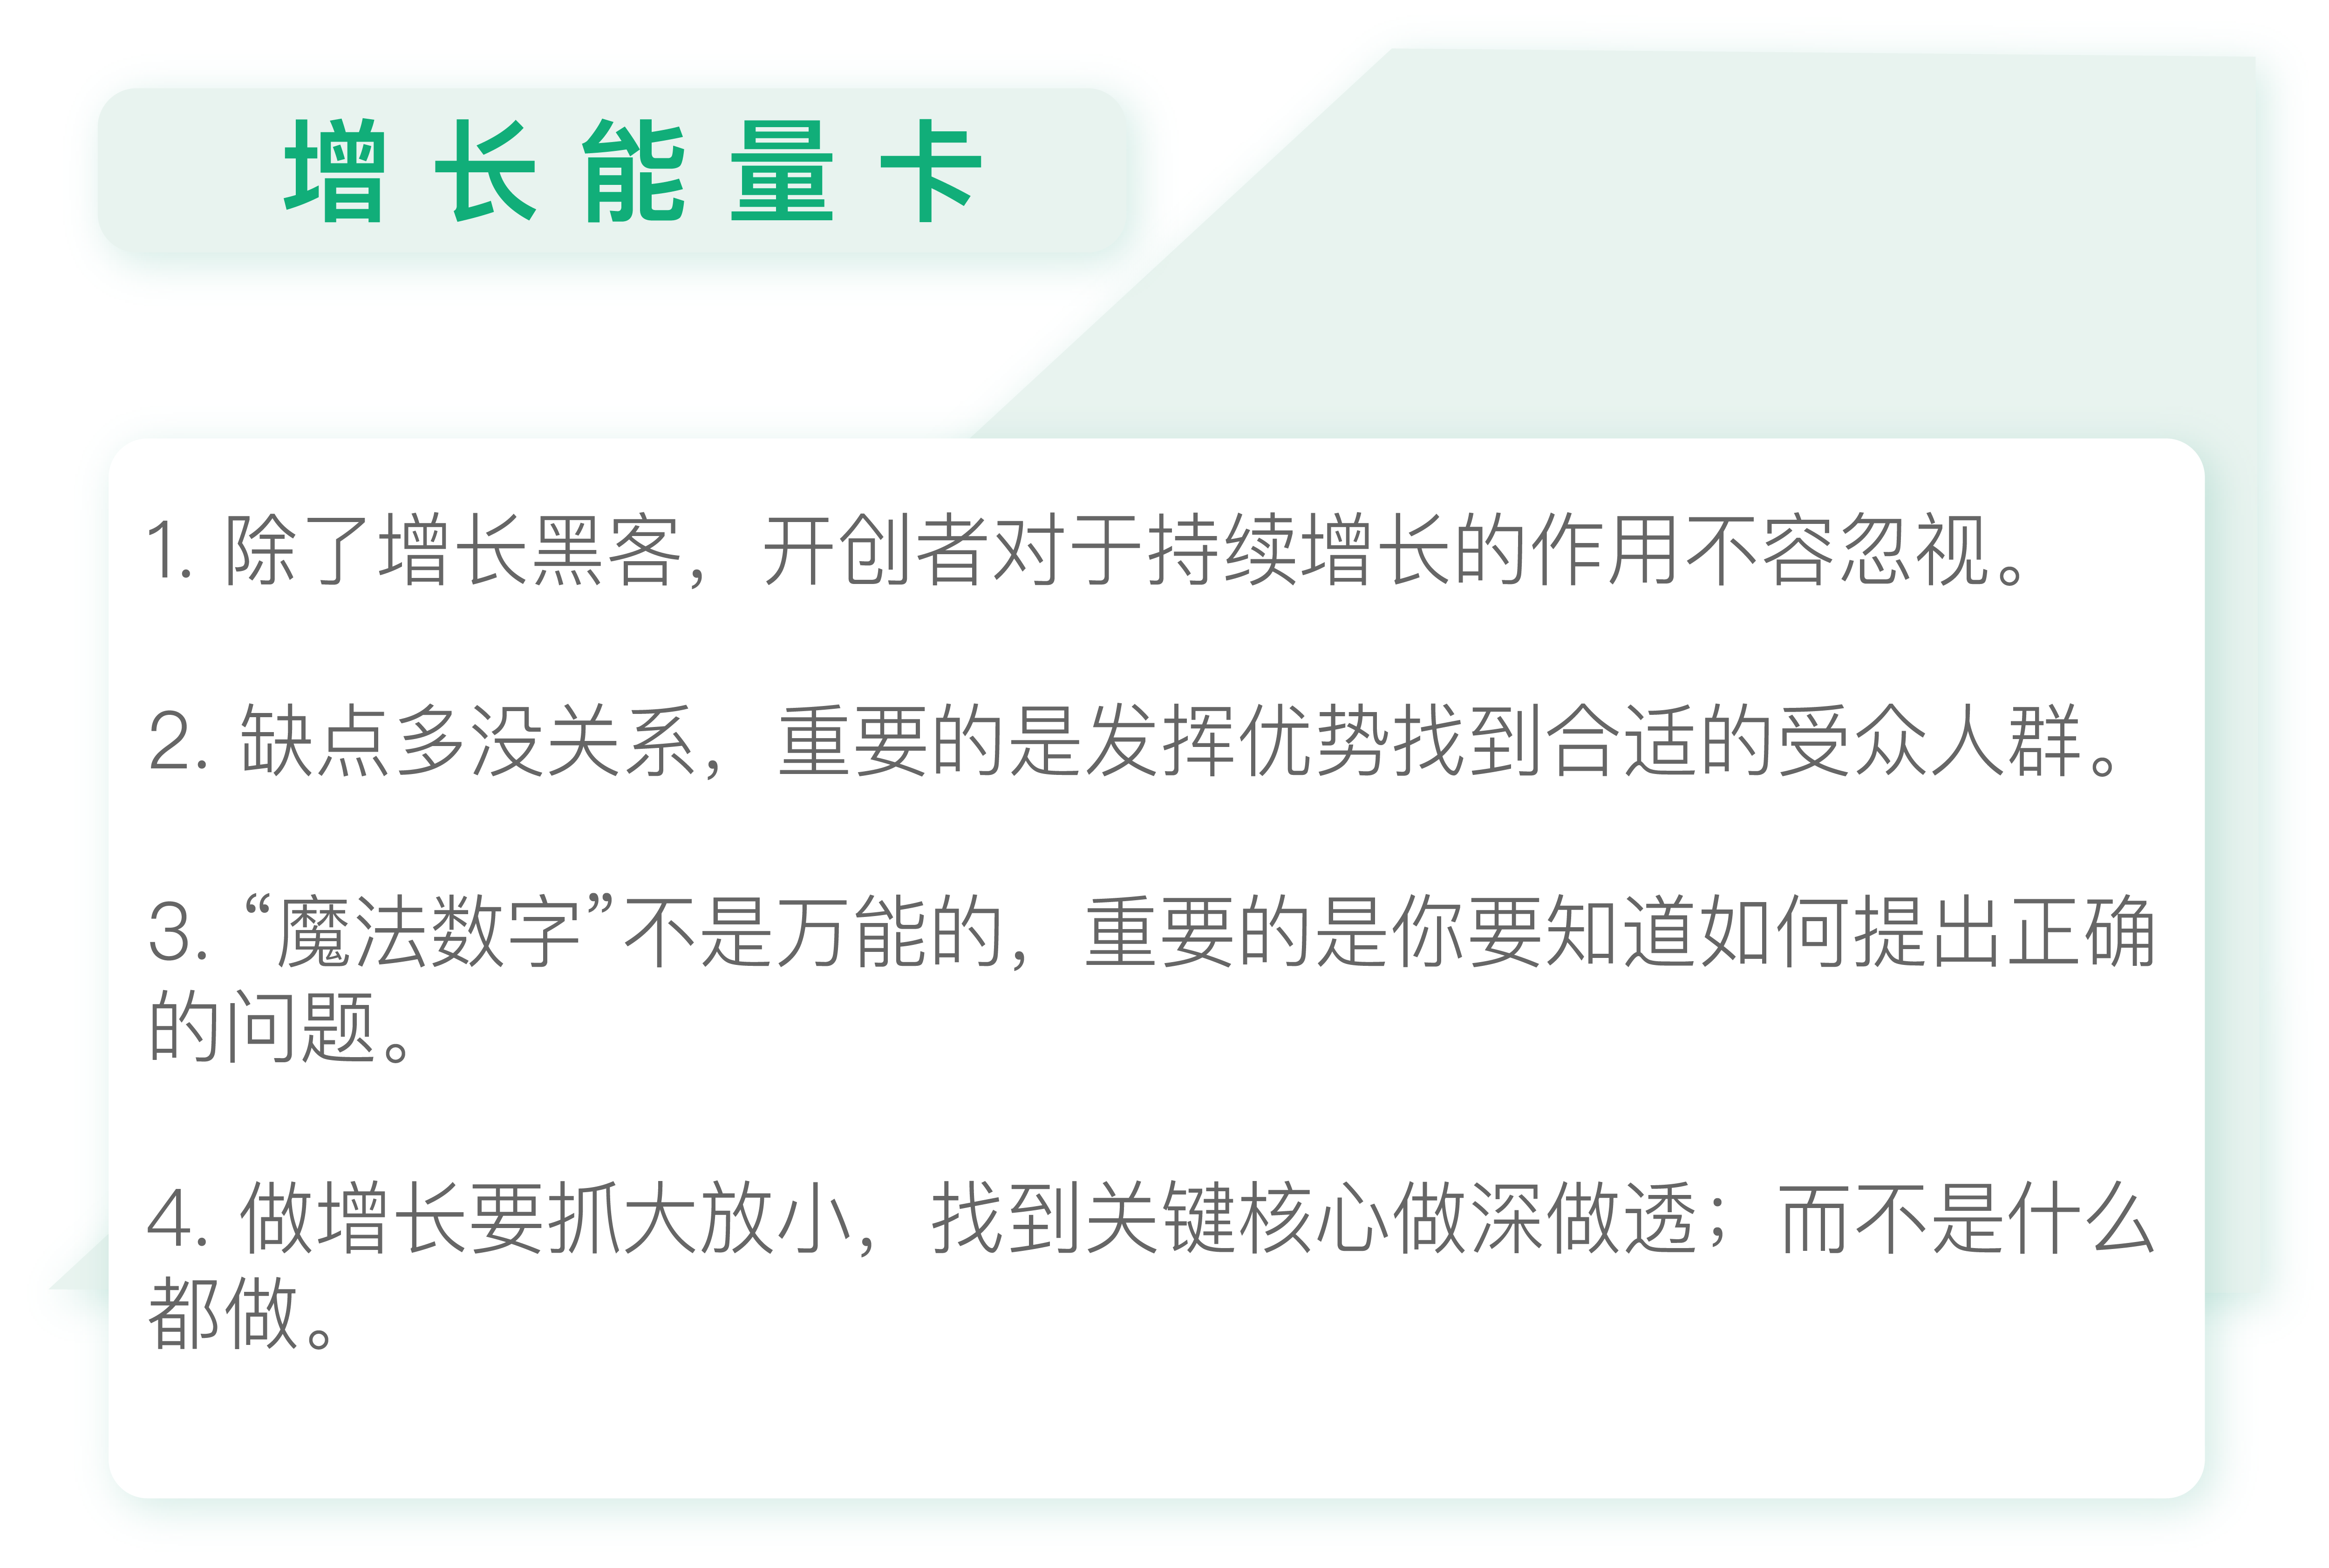 增长能量卡
1. 除了增长黑客，开创者对于持续增长的作用不容忽视。
2. 缺点多没关系，重要的是发挥优势找到合适的受众人群。
3. “魔法数字”不是万能的，重要的是你要知道如何提出正确
的问题。
4. 做增长要抓大放小，找到关键核心做深做透；而不是什么
都做。